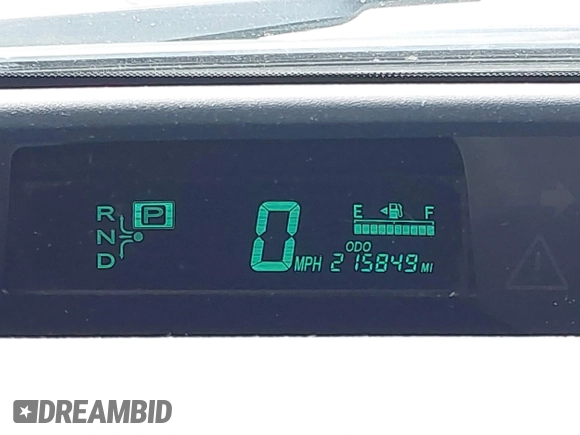 R P
N
D
0 MPH
E F
ODO
215849 MI
DREAMBID